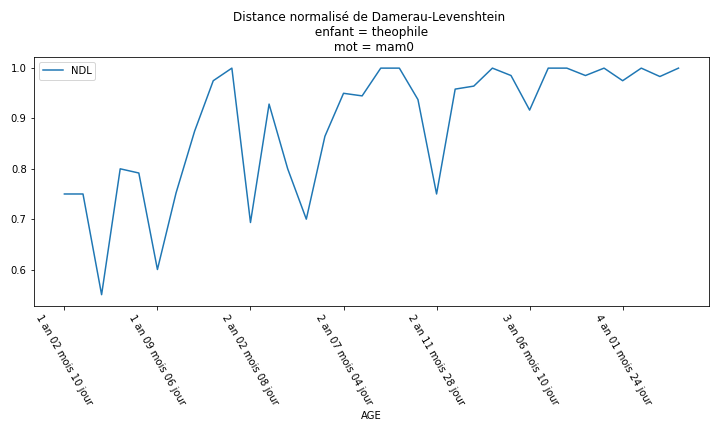 Distance normalisé de Damerau-Levenshtein
enfant = theophile
mot = mam0
NDL
1.0
0.9
0.8
0.7
0.6
1 an 02 mois 10 jour
1 an 09 mois 06 jour
2 an 02 mois 08 jour
2 an 07 mois 04 jour
2 an 11 mois 28 jour
3 an 06 mois 10 jour
4 an 01 mois 24 jour
AGE